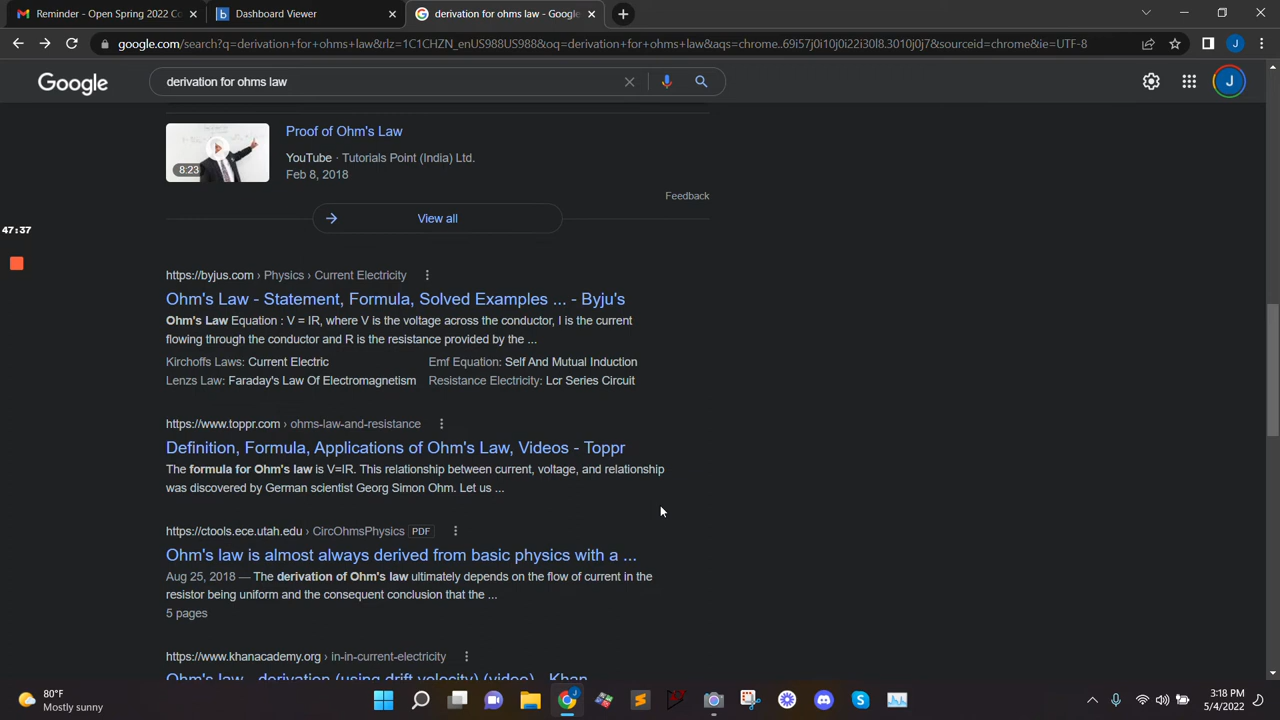 Reminder - Open Spring 2022 Co
Dashboard Viewer
derivation for ohms law - Google
google.com/search?q=derivation+for+ohms+law&rlz=1C1CHZN_enUS988US988&oq=derivation+for+ohms+law&aqs=chrome..69i57j0i10j0i22i30l8.3010j0j7&sourceid=chrome&ie=UTF-8
J
Google
derivation for ohms law
J
Proof of Ohm's Law
8:23
YouTube · Tutorials Point (India) Ltd.
Feb 8, 2018
Feedback
View all
47:37
https://byjus.com › Physics › Current Electricity
Ohm's Law - Statement, Formula, Solved Examples ... - Byju's
Ohm's Law Equation : V = IR, where V is the voltage across the conductor, I is the current
flowing through the conductor and R is the resistance provided by the ...
Kirchoffs Laws: Current Electric
Emf Equation: Self And Mutual Induction
Lenzs Law: Faraday's Law Of Electromagnetism
Resistance Electricity: Lcr Series Circuit
https://www.toppr.com › ohms-law-and-resistance
Definition, Formula, Applications of Ohm's Law, Videos - Toppr
The formula for Ohm's law is V=IR. This relationship between current, voltage, and relationship
was discovered by German scientist Georg Simon Ohm. Let us ...
https://ctools.ece.utah.edu › CircOhmsPhysics PDF
Ohm's law is almost always derived from basic physics with a ...
Aug 25, 2018 — The derivation of Ohm's law ultimately depends on the flow of current in the
resistor being uniform and the consequent conclusion that the ...
5 pages
https://www.khanacademy.org › in-in-current-electricity
Ohm's law - derivation (using drift velocity) (video) - Khan
80°F
Mostly sunny
3:18 PM
5/4/2022